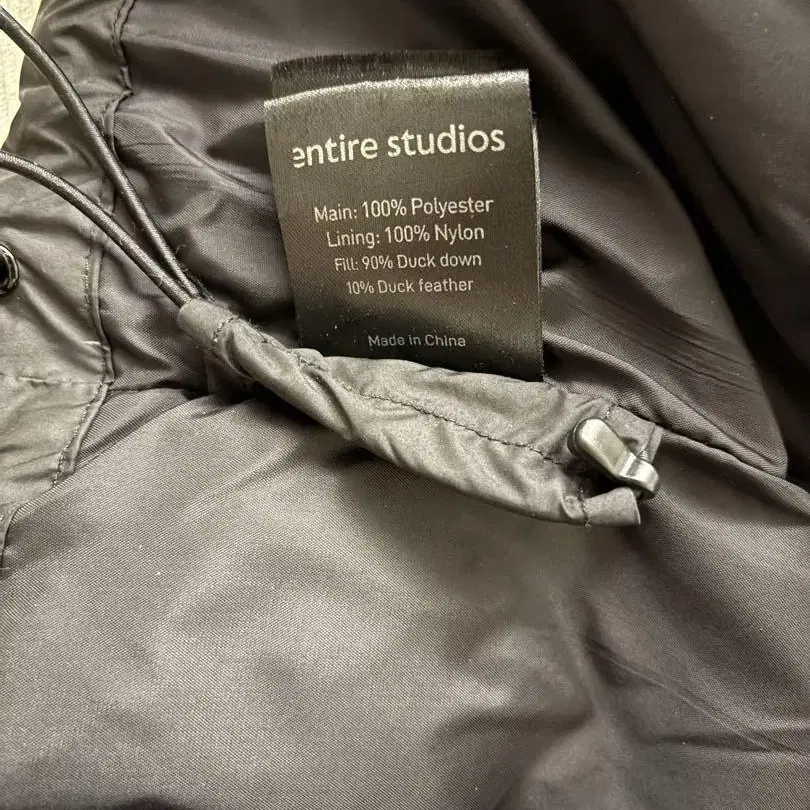 entire studios
Main: 100% Polyester
Lining: 100% Nylon
Fill: 90% Duck down
10% Duck feather
Made in China